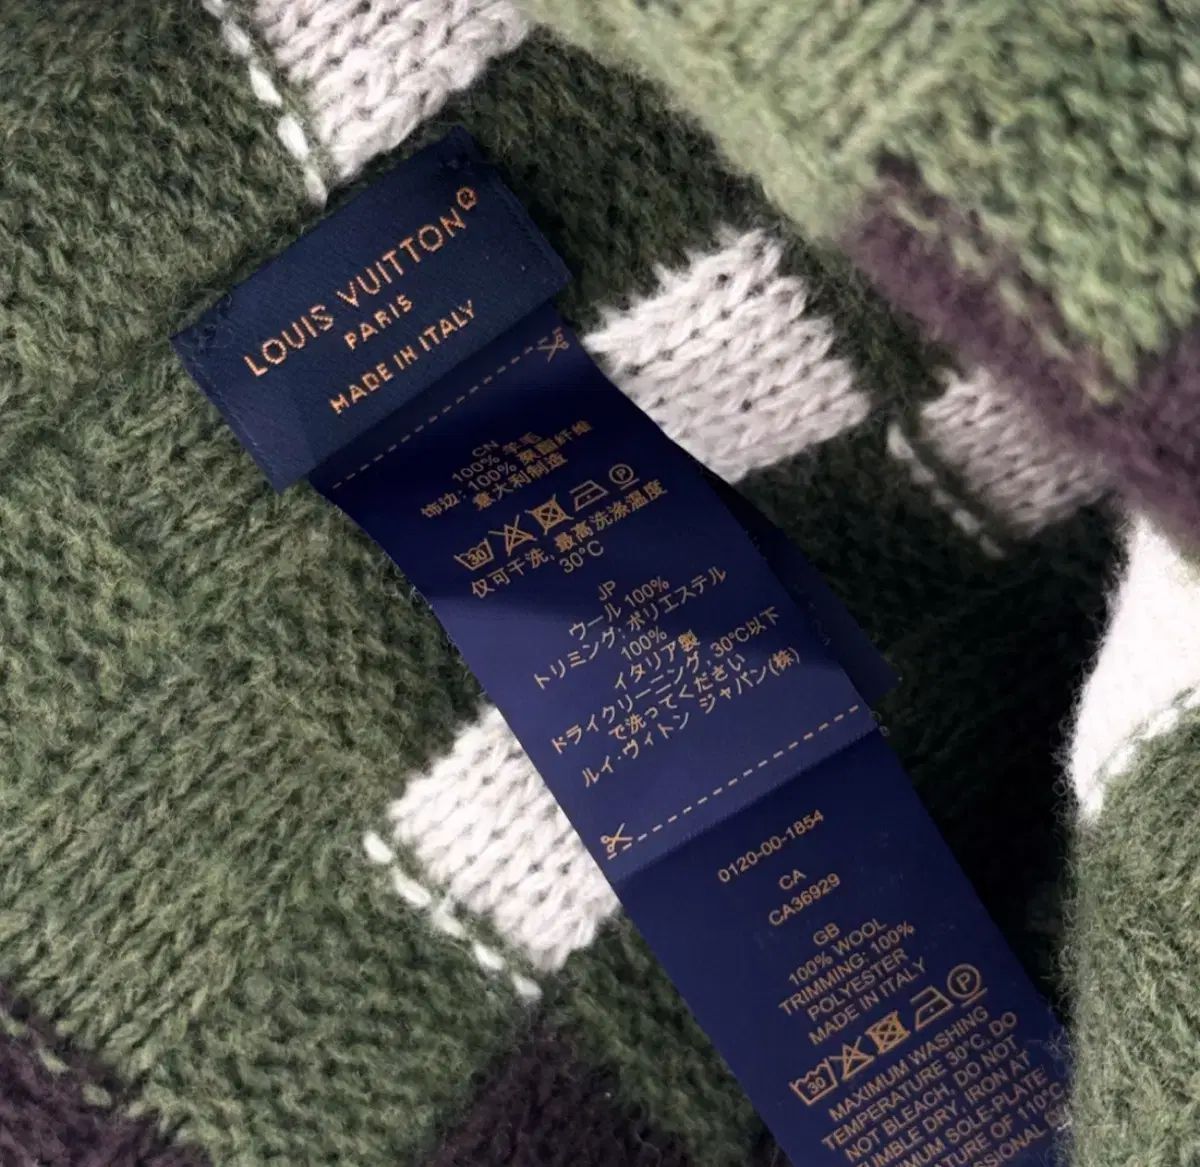 LOUIS VUITTON®
PARIS
MADE IN ITALY
CN
100% 羊毛
饰边: 100% 聚酯纤维
意大利制造
30 P
仅可干洗, 最高洗涤温度
30°C
JP
ウール 100%
トリミング: ポリエステル
100%
イタリア製
ドライクリーニング, 30°C以下
で洗ってください
ルイ･ヴィトン ジャパン(株)
0120-00-1854
CA
CA36929
GB
100% WOOL
TRIMMING: 100%
POLYESTER
MADE IN ITALY
30 P
MAXIMUM WASHING
TEMPERATURE 30°C, DO
NOT BLEACH, DO NOT
TUMBLE DRY, IRON AT
SOLE-PLATE
OF 110°C,